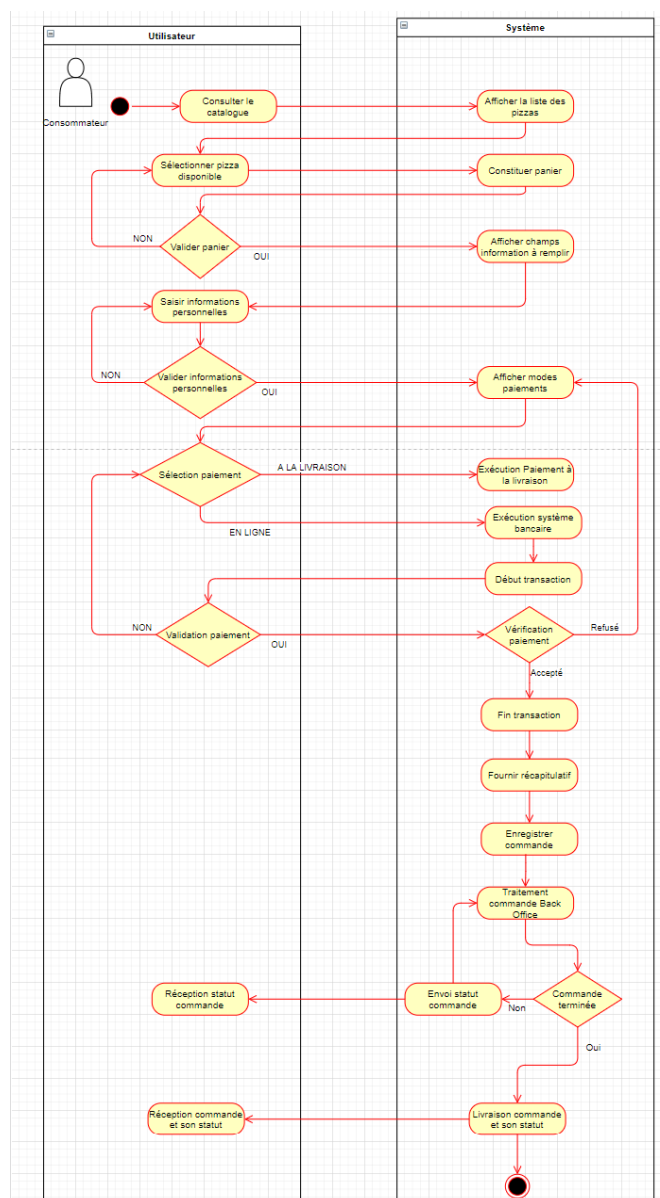 Utilisateur
Système
Consommateur
Consulter le
catalogue
Afficher la liste des
pizzas
Sélectionner pizza
disponible
Constituer panier
NON
Valider panier
OUI
Afficher champs
information à remplir
Saisir informations
personnelles
NON
Valider informations
personnelles
OUI
Afficher modes
paiements
Sélection paiement
A LA LIVRAISON
Exécution Paiement à
la livraison
EN LIGNE
Exécution système
bancaire
Début transaction
NON
Validation paiement
OUI
Vérification
paiement
Refusé
Accepté
Fin transaction
Fournir récapitulatif
Enregistrer
commande
Traitement
commande Back
Office
Réception statut
commande
Envoi statut
commande
Non
Commande
terminée
Oui
Réception commande
et son statut
Livraison commande
et son statut